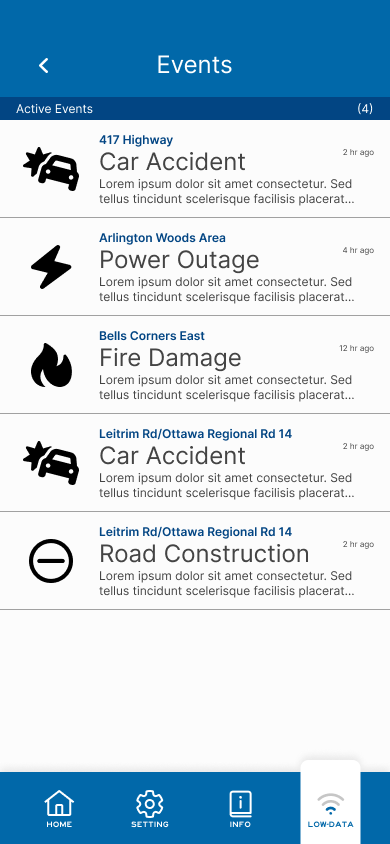 Events
Active Events (4)
417 Highway
Car Accident
2 hr ago
Lorem ipsum dolor sit amet consectetur. Sed
tellus tincidunt scelerisque facilisis placerat...
Arlington Woods Area
Power Outage
4 hr ago
Lorem ipsum dolor sit amet consectetur. Sed
tellus tincidunt scelerisque facilisis placerat...
Bells Corners East
Fire Damage
12 hr ago
Lorem ipsum dolor sit amet consectetur. Sed
tellus tincidunt scelerisque facilisis placerat...
Leitrim Rd/Ottawa Regional Rd 14
Car Accident
2 hr ago
Lorem ipsum dolor sit amet consectetur. Sed
tellus tincidunt scelerisque facilisis placerat...
Leitrim Rd/Ottawa Regional Rd 14
Road Construction
2 hr ago
Lorem ipsum dolor sit amet consectetur. Sed
tellus tincidunt scelerisque facilisis placerat...
HOME SETTING INFO LOW-DATA